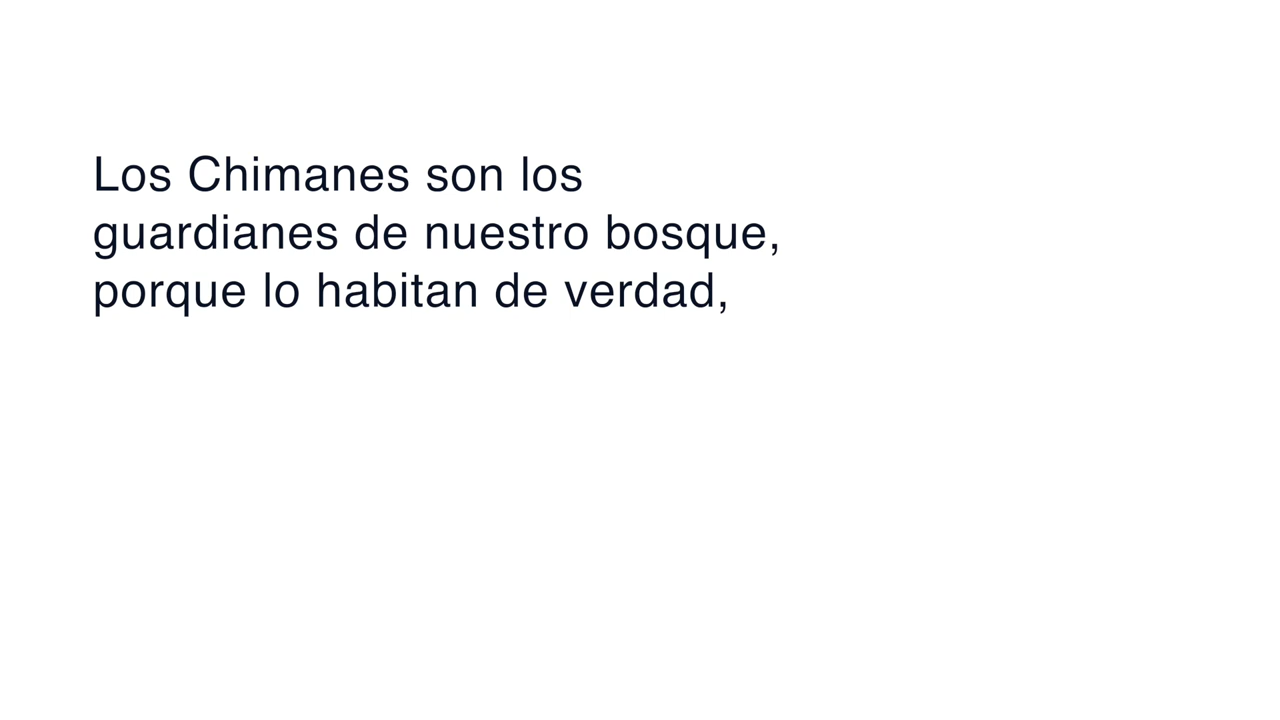 Los Chimanes son los
guardianes de nuestro bosque,
porque lo habitan de verdad,